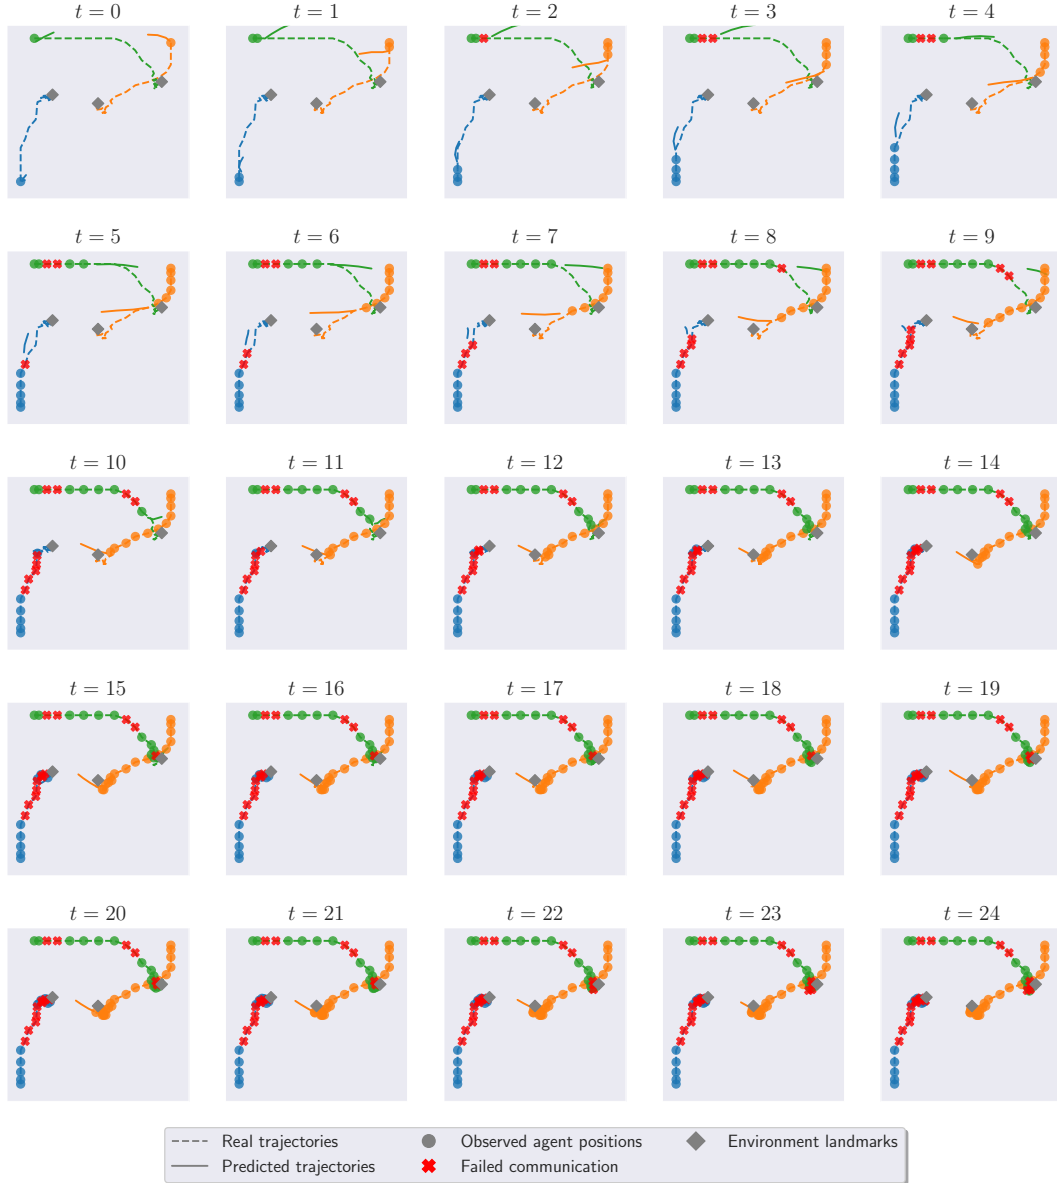 t = 0 t = 1 t = 2 t = 3 t = 4
t = 5 t = 6 t = 7 t = 8 t = 9
t = 10 t = 11 t = 12 t = 13 t = 14
t = 15 t = 16 t = 17 t = 18 t = 19
t = 20 t = 21 t = 22 t = 23 t = 24
Real trajectories Observed agent positions Environment landmarks
Predicted trajectories Failed communication